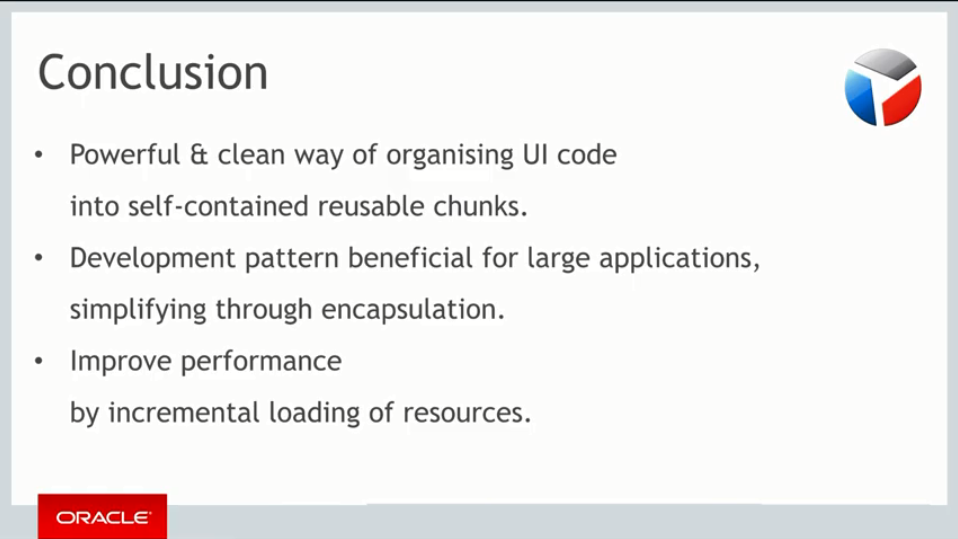 Conclusion
• Powerful & clean way of organising UI code
into self-contained reusable chunks.
• Development pattern beneficial for large applications,
simplifying through encapsulation.
• Improve performance
by incremental loading of resources.
ORACLE®